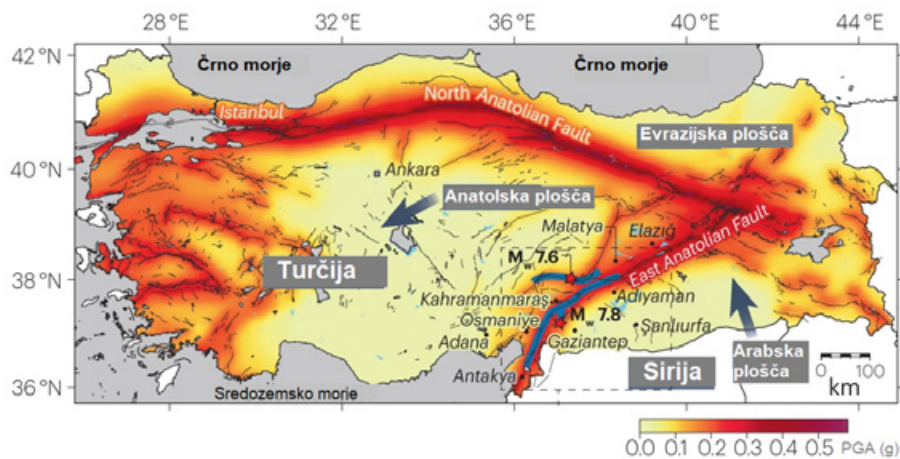 28 °E 32 °E 36 °E 40 °E 44 °E
42 °N
Črno morje
Črno morje
Istanbul
North Anatolian Fault
Evrazijska plošča
40 °N
Ankara
Anatolska plošča
Malatya
Elazığ
East Anatolian Fault
Mw 7.6
Turčija
38 °N
Kahramanmaraş
Adıyaman
Osmaniye
Mw 7.8
Şanlıurfa
Adana
Gaziantep
Antakya
Sirija
Arabska
plošča
0 100
km
36 °N
Sredozemsko morje
0.0 0.1 0.2 0.3 0.4 0.5 PGA (g)